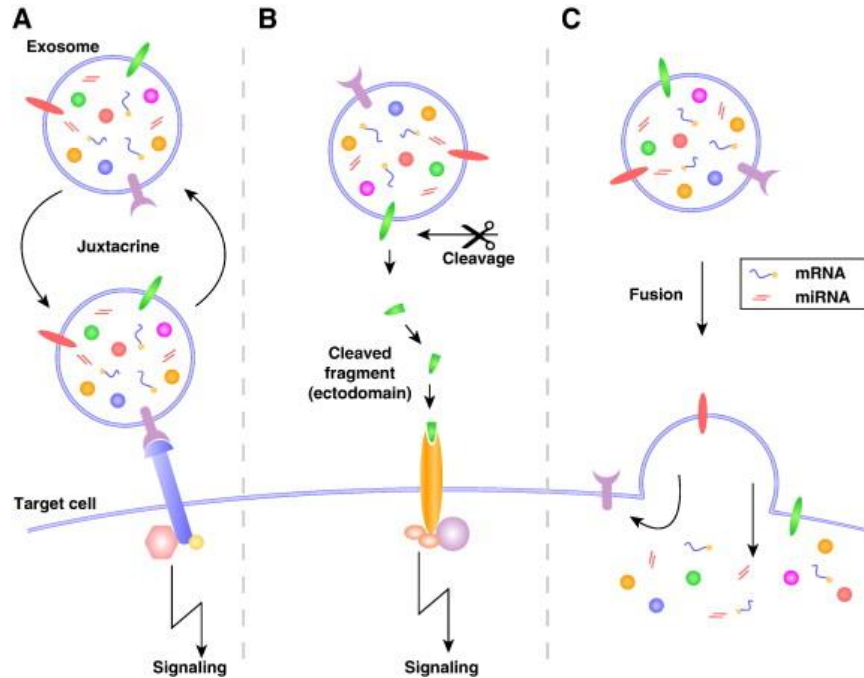 A
Exosome
Juxtacrine
Target cell
Signaling
B
Cleavage
Cleaved
fragment
(ectodomain)
Signaling
C
Fusion
mRNA
miRNA